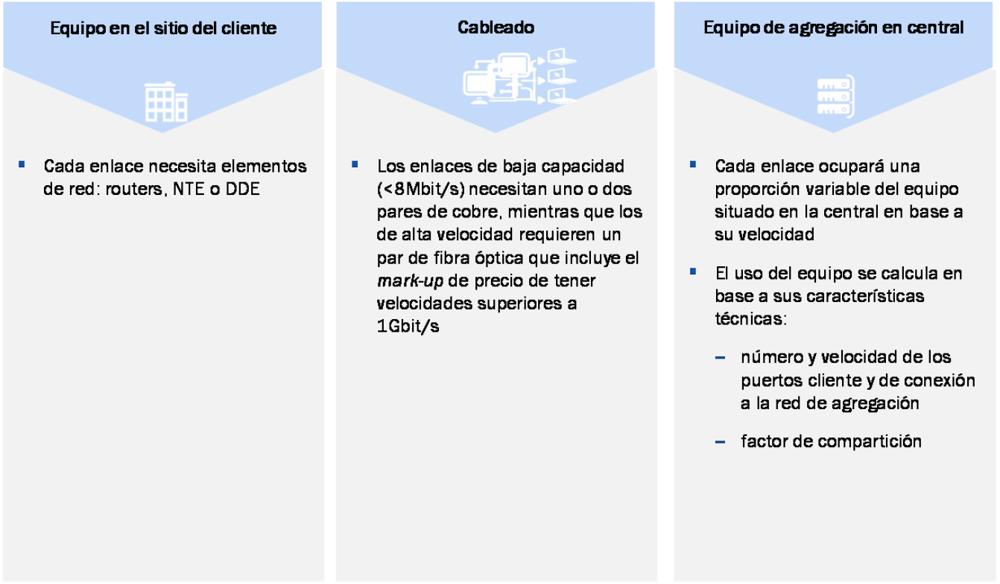 Equipo en el sitio del cliente
▪ Cada enlace necesita elementos
de red: routers, NTE o DDE
Cableado
▪ Los enlaces de baja capacidad
(<8Mbit/s) necesitan uno o dos
pares de cobre, mientras que los
de alta velocidad requieren un
par de fibra óptica que incluye el
mark-up de precio de tener
velocidades superiores a
1Gbit/s
Equipo de agregación en central
▪ Cada enlace ocupará una
proporción variable del equipo
situado en la central en base a
su velocidad
▪ El uso del equipo se calcula en
base a sus características
técnicas:
– número y velocidad de los
puertos cliente y de conexión
a la red de agregación
– factor de compartición